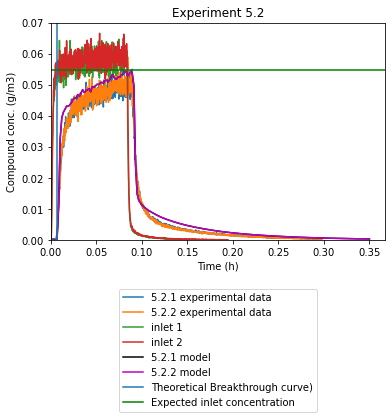 Experiment 5.2
Compound conc. (g/m3)
0.07
0.06
0.05
0.04
0.03
0.02
0.01
0.00
0.00 0.05 0.10 0.15 0.20 0.25 0.30 0.35
Time (h)
5.2.1 experimental data
5.2.2 experimental data
inlet 1
inlet 2
5.2.1 model
5.2.2 model
Theoretical Breakthrough curve)
Expected inlet concentration